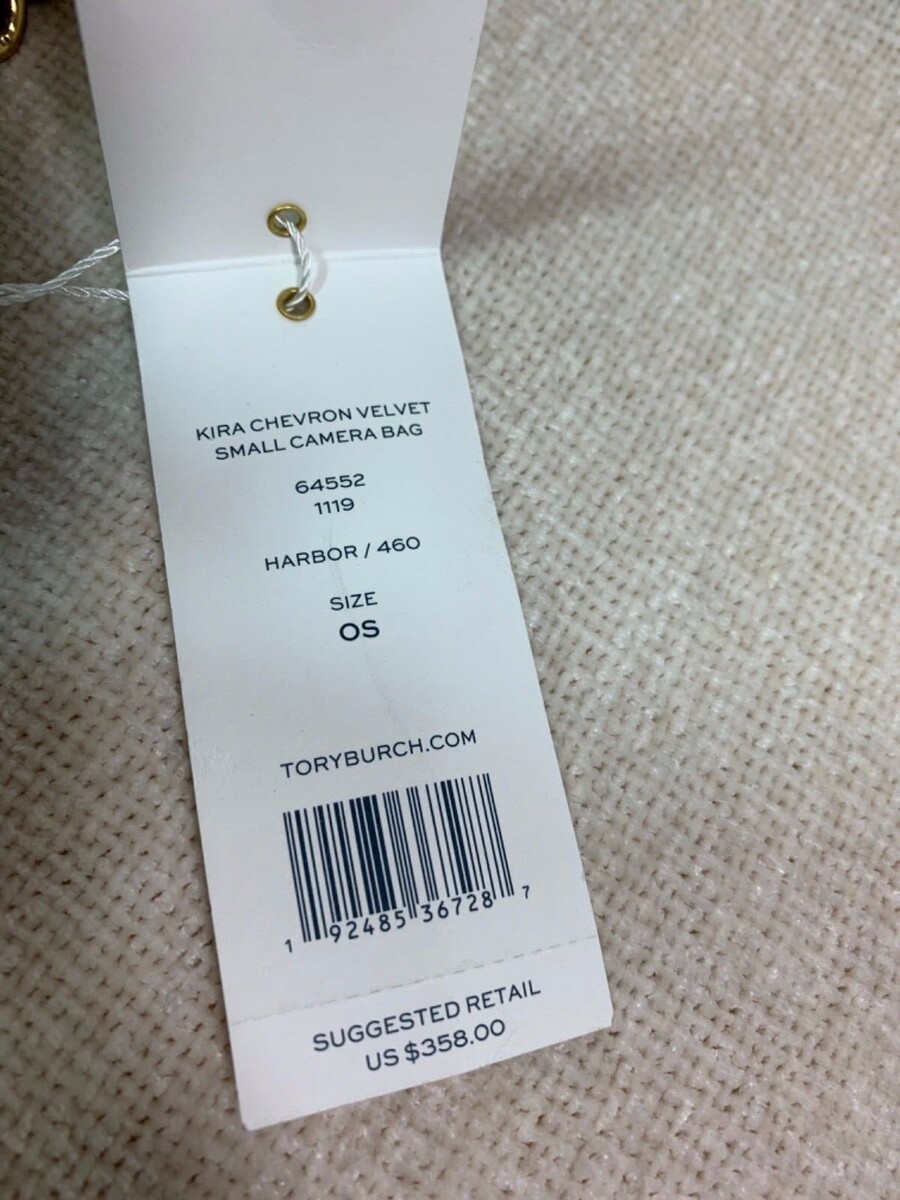 KIRA CHEVRON VELVET
SMALL CAMERA BAG
64552
1119
HARBOR / 460
SIZE
OS
TORYBURCH.COM
1 92485 36728 7
SUGGESTED RETAIL
US $358.00